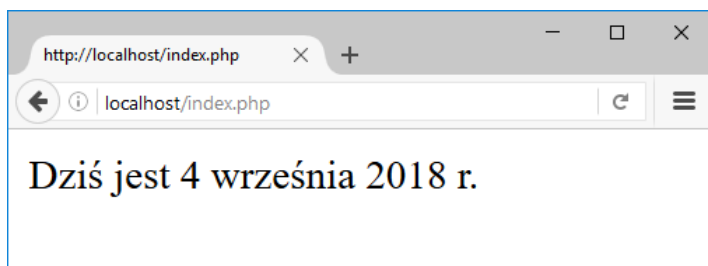 http://localhost/index.php
localhost/index.php
Dziś jest 4 września 2018 r.